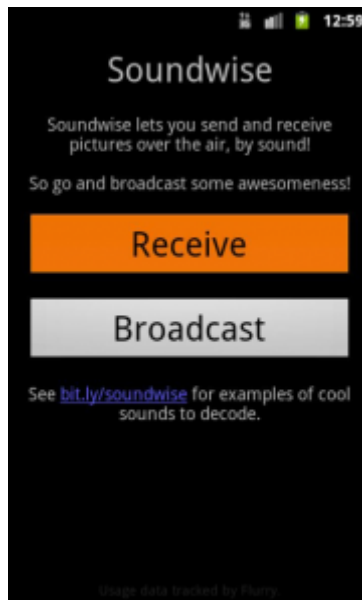 12:59
Soundwise
Soundwise lets you send and receive
pictures over the air, by sound!
So go and broadcast some awesomeness!
Receive
Broadcast
See bit.ly/soundwise for examples of cool
sounds to decode.
Usage data tracked by Flurry